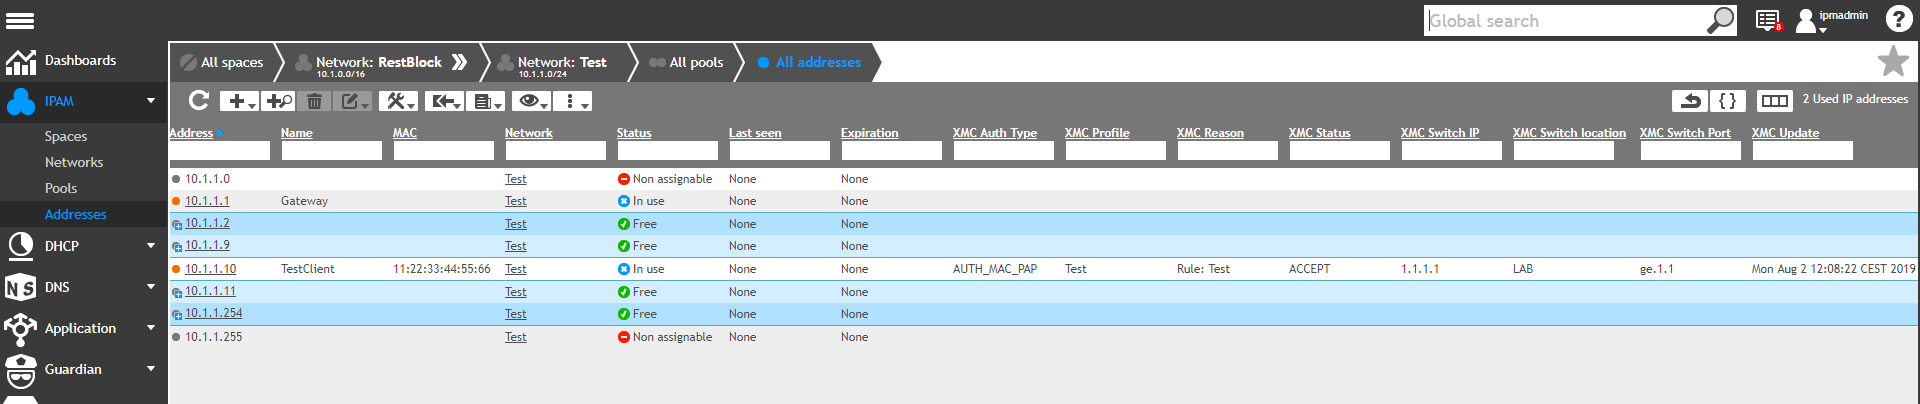 Global search
8
ipmadmin
?
Dashboards
All spaces
Network: RestBlock
10.1.0.0/16
Network: Test
10.1.1.0/24
All pools
All addresses
IPAM
{ }
2 Used IP addresses
Spaces
Networks
Pools
Addresses
DHCP
NS DNS
Application
Guardian
Address Name MAC Network Status Last seen Expiration XMC Auth Type XMC Profile XMC Reason XMC Status XMC Switch IP XMC Switch location XMC Switch Port XMC Update
10.1.1.0 Test Non assignable None None
10.1.1.1 Gateway Test In use None None
10.1.1.2 Test Free None None
10.1.1.9 Test Free None None
10.1.1.10 TestClient 11:22:33:44:55:66 Test In use None None AUTH_MAC_PAP Test Rule: Test ACCEPT 1.1.1.1 LAB ge.1.1 Mon Aug 2 12:08:22 CEST 2019
10.1.1.11 Test Free None None
10.1.1.254 Test Free None None
10.1.1.255 Test Non assignable None None